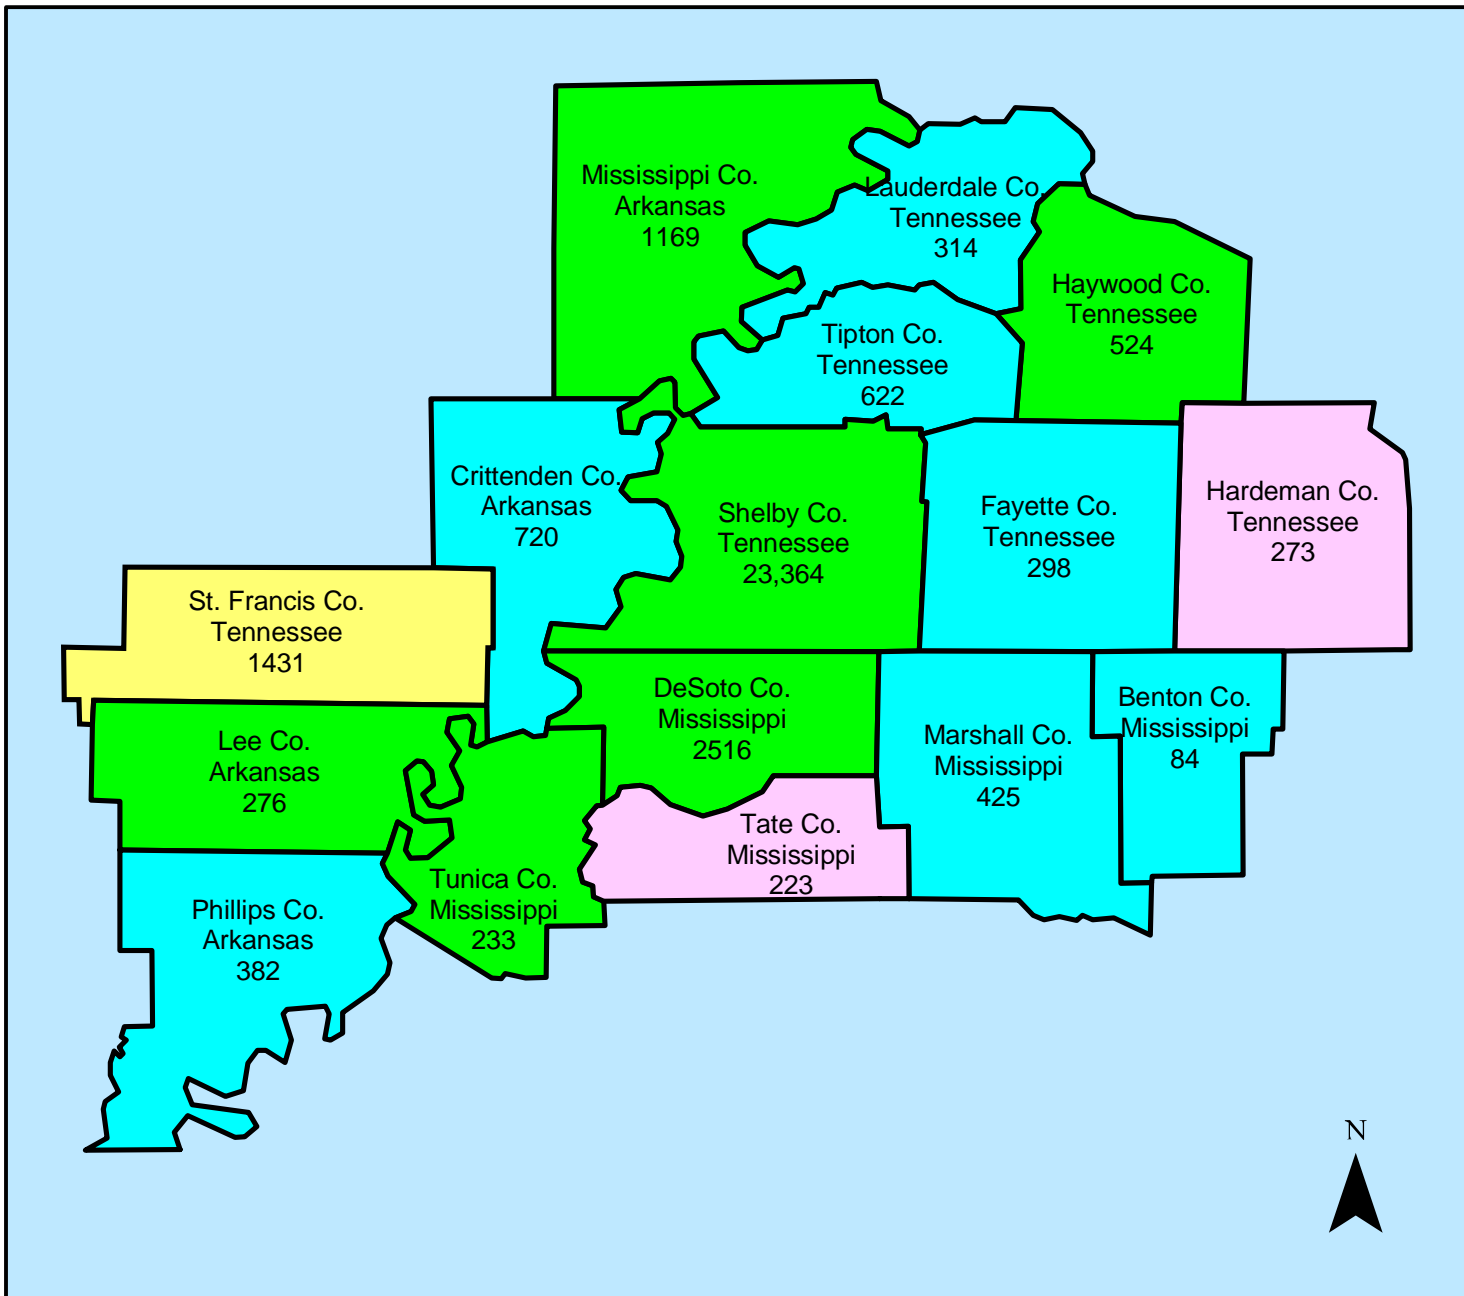 Mississippi Co.
Arkansas
1169
Lauderdale Co.
Tennessee
314
Haywood Co.
Tennessee
524
Tipton Co.
Tennessee
622
Crittenden Co.
Arkansas
720
Shelby Co.
Tennessee
23,364
Fayette Co.
Tennessee
298
Hardeman Co.
Tennessee
273
St. Francis Co.
Tennessee
1431
DeSoto Co.
Mississippi
2516
Marshall Co.
Mississippi
425
Benton Co.
Mississippi
84
Lee Co.
Arkansas
276
Tate Co.
Mississippi
223
Tunica Co.
Mississippi
233
Phillips Co.
Arkansas
382
N